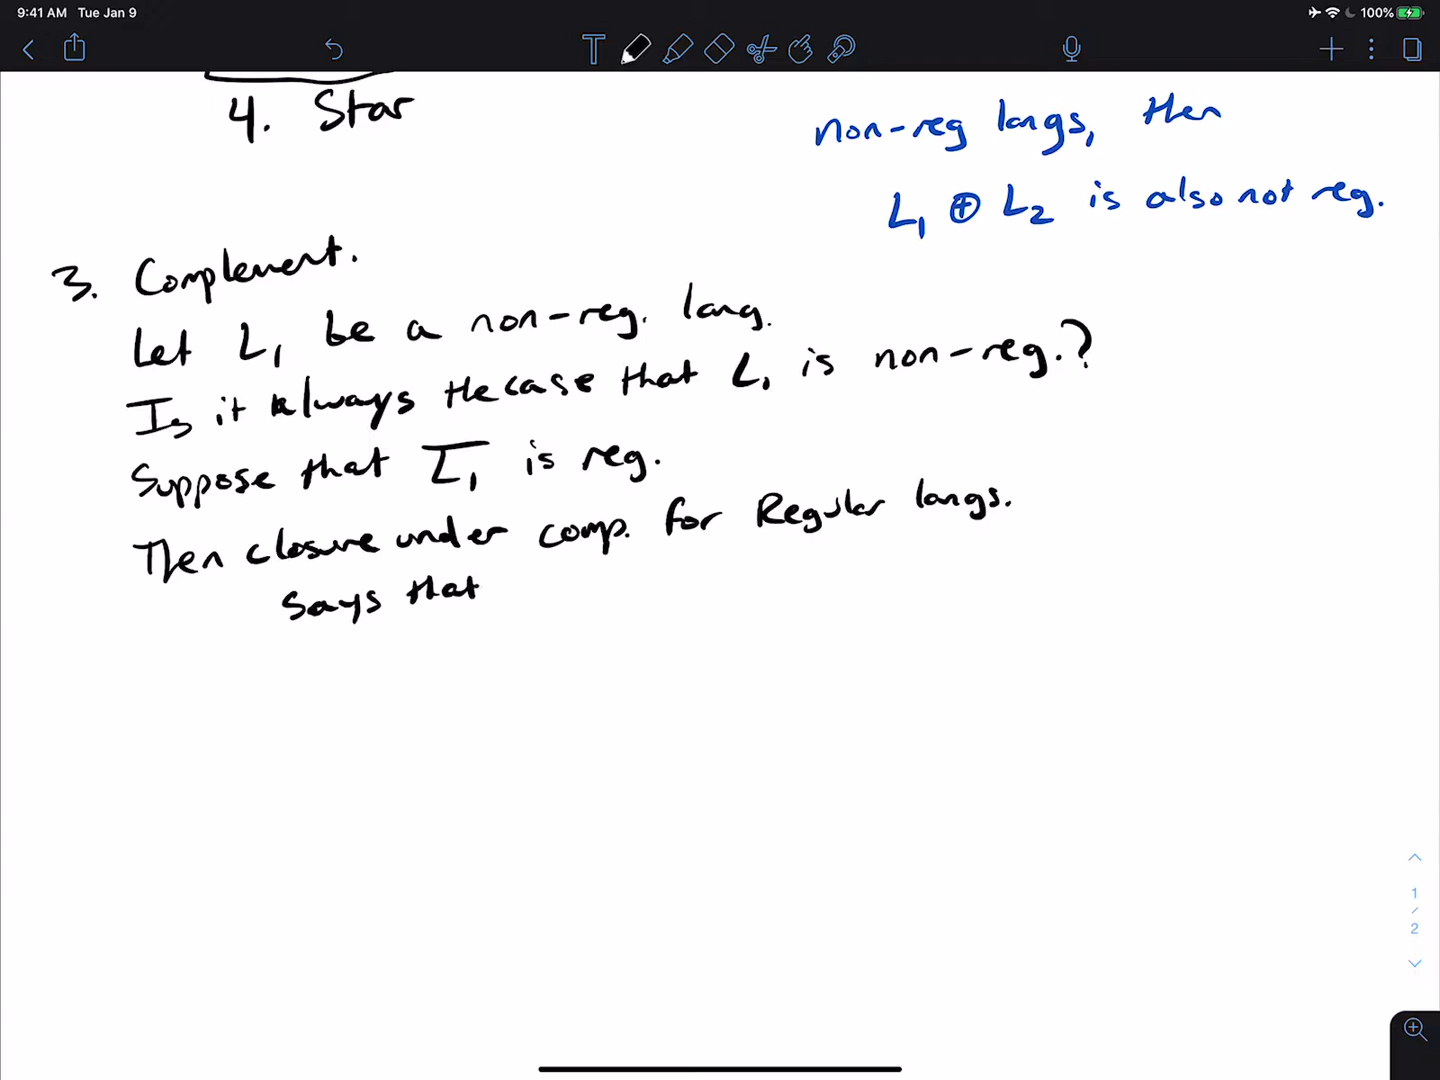 9:41 AM Tue Jan 9
100%
4. Star
non-reg langs, then
L₁ ⊕ L₂ is also not reg.
3. Complement.
Let L₁ be a non-reg. lang.
Is it always the case that L₁ is non-reg.?
Suppose that L̅₁ is reg.
Then closure under comp. for Regular langs.
says that
1
/
2